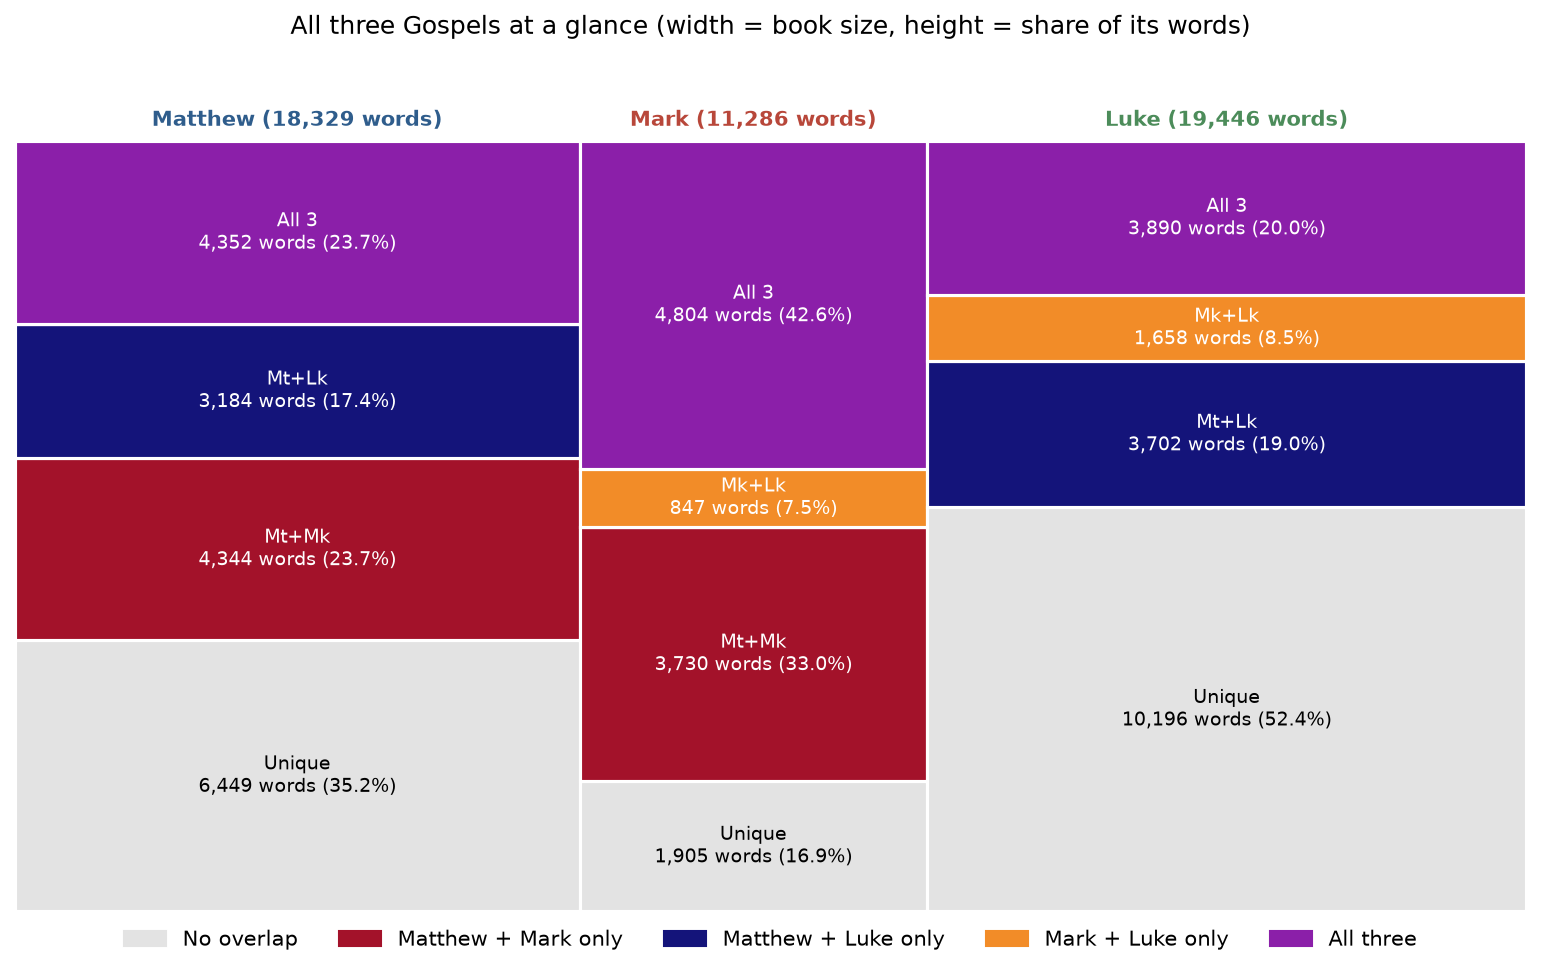 All three Gospels at a glance (width = book size, height = share of its words)
Matthew (18,329 words)
All 3
4,352 words (23.7%)
Mt+Lk
3,184 words (17.4%)
Mt+Mk
4,344 words (23.7%)
Unique
6,449 words (35.2%)
Mark (11,286 words)
All 3
4,804 words (42.6%)
Mk+Lk
847 words (7.5%)
Mt+Mk
3,730 words (33.0%)
Unique
1,905 words (16.9%)
Luke (19,446 words)
All 3
3,890 words (20.0%)
Mk+Lk
1,658 words (8.5%)
Mt+Lk
3,702 words (19.0%)
Unique
10,196 words (52.4%)
No overlap
Matthew + Mark only
Matthew + Luke only
Mark + Luke only
All three